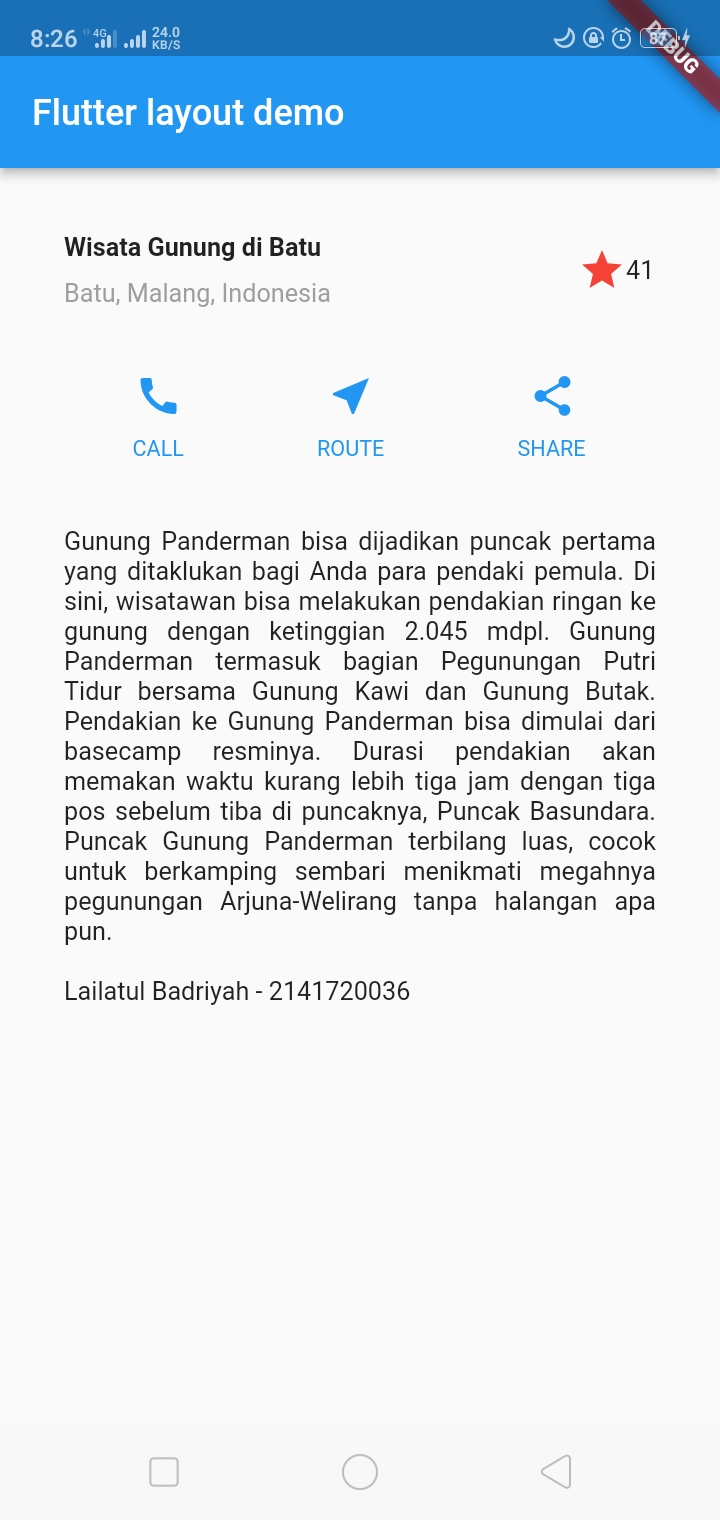 8:26 4G 24.0 KB/S 87
DEBUG
Flutter layout demo
Wisata Gunung di Batu
Batu, Malang, Indonesia
41
CALL ROUTE SHARE
Gunung Panderman bisa dijadikan puncak pertama
yang ditaklukan bagi Anda para pendaki pemula. Di
sini, wisatawan bisa melakukan pendakian ringan ke
gunung dengan ketinggian 2.045 mdpl. Gunung
Panderman termasuk bagian Pegunungan Putri
Tidur bersama Gunung Kawi dan Gunung Butak.
Pendakian ke Gunung Panderman bisa dimulai dari
basecamp resminya. Durasi pendakian akan
memakan waktu kurang lebih tiga jam dengan tiga
pos sebelum tiba di puncaknya, Puncak Basundara.
Puncak Gunung Panderman terbilang luas, cocok
untuk berkamping sembari menikmati megahnya
pegunungan Arjuna-Welirang tanpa halangan apa
pun.
Lailatul Badriyah - 2141720036